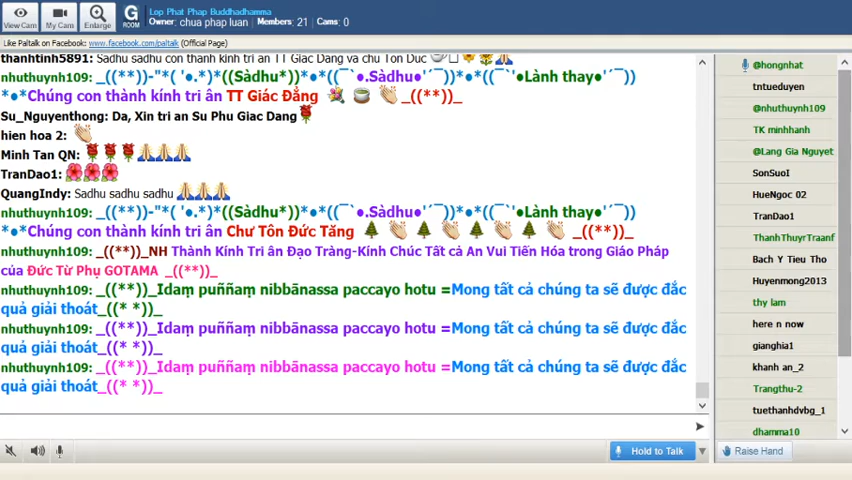 Lop Phat Phap Buddhadhamma
Owner: chua phap luan Members: 21 Cams: 0
View Cam
My Cam
Enlarge
G
ROOM
Like Paltalk on Facebook: www.facebook.com/paltalk (Official Page)
thanhtinh5891: Sadhu sadhu con thành kính tri ân TT Giác Đẳng và chú Ton Duc
nhuthuynh109: _((**)-"*( '●.*)*((Sàdhu*))*●*((¯`'●.Sàdhu●'´¯))*●*((¯`'●Lành thay●'´¯))
*●*Chúng con thành kính tri ân TT Giác Đẳng _((**)_
Su_Nguyenthong: Da, Xin tri an Su Phu Giac Dang
hien hoa 2:
Minh Tan QN:
TranDao1:
QuangIndy: Sadhu sadhu sadhu
nhuthuynh109: _((**)-"*( '●.*)*((Sàdhu*))*●*((¯`'●.Sàdhu●'´¯))*●*((¯`'●Lành thay●'´¯))
*●*Chúng con thành kính tri ân Chư Tôn Đức Tăng _((**)_
nhuthuynh109: _((**)_NH Thành Kính Tri ân Đạo Tràng-Kính Chúc Tất cả An Vui Tiến Hóa trong Giáo Pháp
của Đức Từ Phụ GOTAMA _((**)_
nhuthuynh109: _((**))_Idaṃ puññaṃ nibbānassa paccayo hotu =Mong tất cả chúng ta sẽ được đắc
quả giải thoát_((* *))_
nhuthuynh109: _((**))_Idaṃ puññaṃ nibbānassa paccayo hotu =Mong tất cả chúng ta sẽ được đắc
quả giải thoát_((* *))_
nhuthuynh109: _((**))_Idaṃ puññaṃ nibbānassa paccayo hotu =Mong tất cả chúng ta sẽ được đắc
quả giải thoát_((* *))_
@hongnhat
tntueduyen
@nhuthuynh109
TK minhhanh
@Lang Gia Nguyet
SonSuoI
HueNgoc 02
TranDao1
ThanhThuyrTraanf
Bach Y Tieu Tho
Huyenmong2013
thy lam
here n now
gianghia1
khanh an_2
Trangthu-2
tuethanhdvbg_1
dhamma10
Hold to Talk
Raise Hand